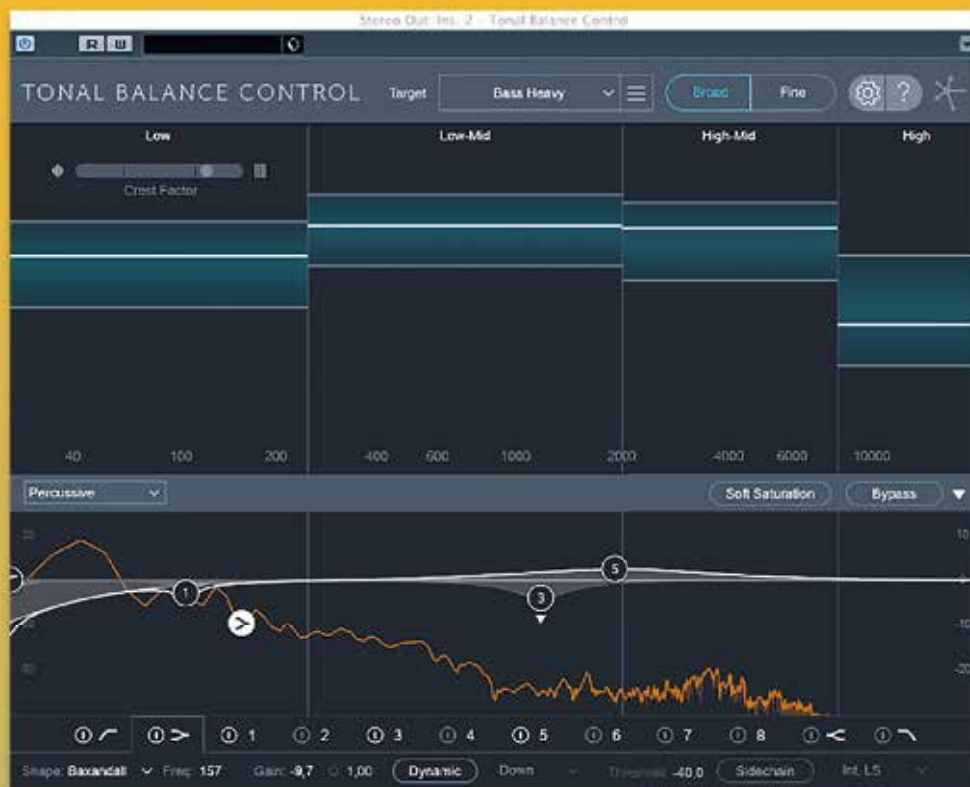 Stereo Out: Ins. 2 - Tonal Balance Control
R W
TONAL BALANCE CONTROL Target Bass Heavy Broad Fine ?
Low Low-Mid High-Mid High
Crest Factor
40 100 200 400 600 1000 2000 4000 6000 10000
Percussive Soft Saturation Bypass
10
1 3 5
-10
-20
1 2 3 4 5 6 7 8
Shape: Baxandall Freq: 157 Gain: -9,7 Q 1,00 Dynamic Down Threshold -40,0 Sidechain Int. LS